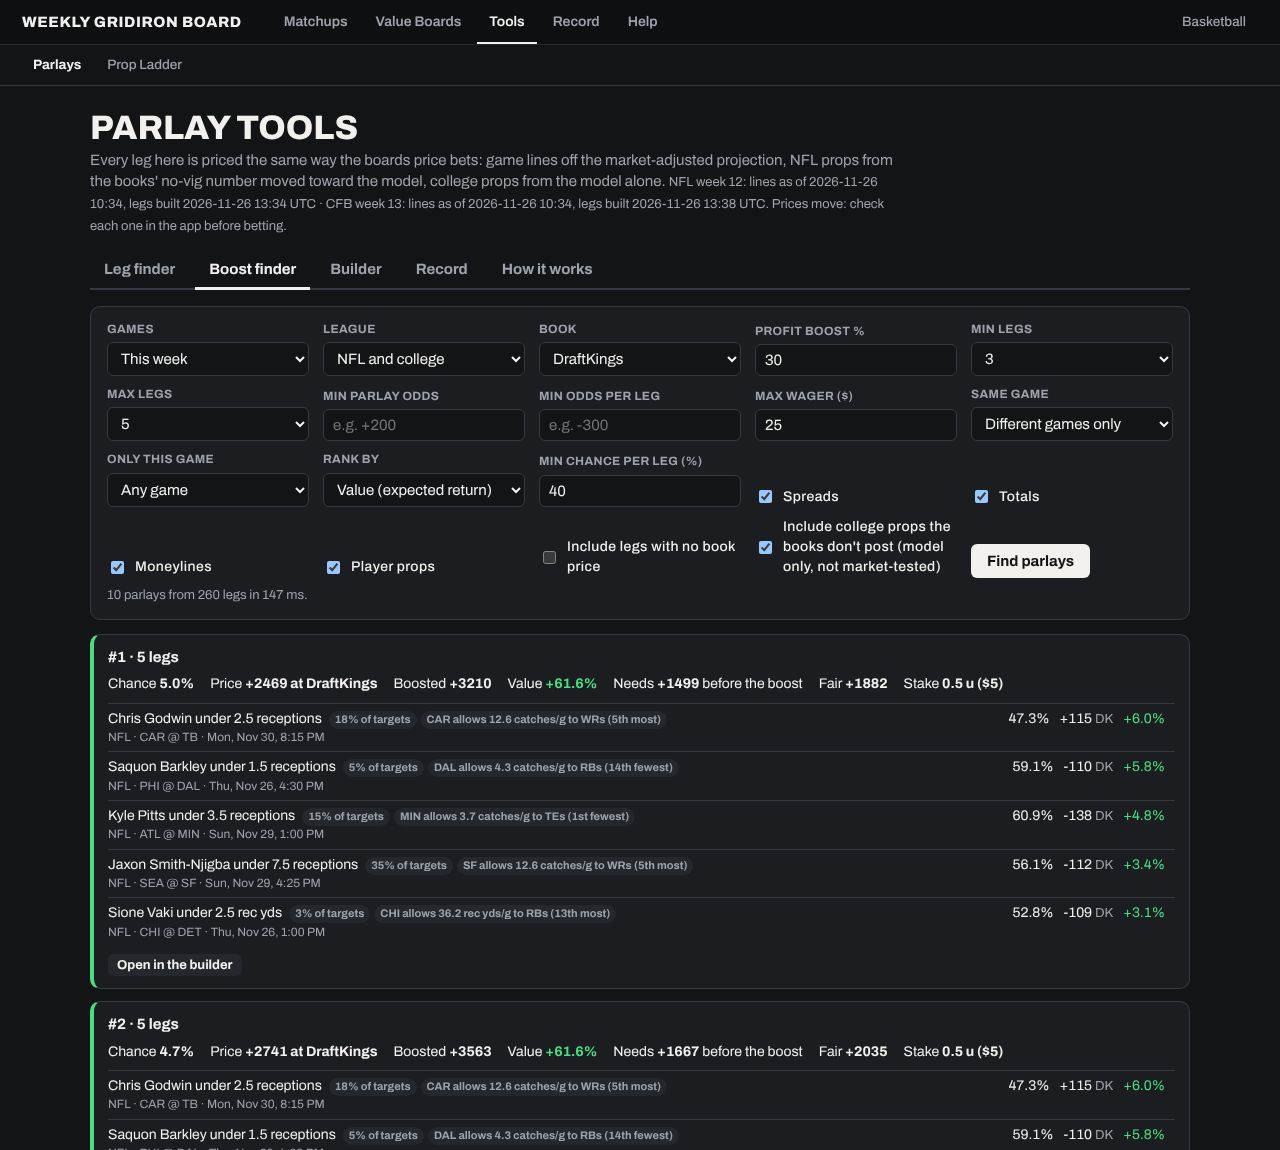 WEEKLY GRIDIRON BOARD Matchups Value Boards Tools Record Help Basketball
Parlays Prop Ladder
PARLAY TOOLS
Every leg here is priced the same way the boards price bets: game lines off the market-adjusted projection, NFL props from
the books' no-vig number moved toward the model, college props from the model alone. NFL week 12: lines as of 2026-11-26
10:34, legs built 2026-11-26 13:34 UTC · CFB week 13: lines as of 2026-11-26 10:34, legs built 2026-11-26 13:38 UTC. Prices move: check
each one in the app before betting.
Leg finder Boost finder Builder Record How it works
GAMES LEAGUE BOOK PROFIT BOOST % MIN LEGS
This week NFL and college DraftKings 30 3
MAX LEGS MIN PARLAY ODDS MIN ODDS PER LEG MAX WAGER ($) SAME GAME
5 e.g. +200 e.g. -300 25 Different games only
ONLY THIS GAME RANK BY MIN CHANCE PER LEG (%)
Any game Value (expected return) 40 Spreads Totals
Moneylines Player props Include legs with no book
price
Include college props the
books don't post (model
only, not market-tested)
Find parlays
10 parlays from 260 legs in 147 ms.
#1 · 5 legs
Chance 5.0% Price +2469 at DraftKings Boosted +3210 Value +61.6% Needs +1499 before the boost Fair +1882 Stake 0.5 u ($5)
Chris Godwin under 2.5 receptions 18% of targets CAR allows 12.6 catches/g to WRs (5th most) 47.3% +115 DK +6.0%
NFL · CAR @ TB · Mon, Nov 30, 8:15 PM
Saquon Barkley under 1.5 receptions 5% of targets DAL allows 4.3 catches/g to RBs (14th fewest) 59.1% -110 DK +5.8%
NFL · PHI @ DAL · Thu, Nov 26, 4:30 PM
Kyle Pitts under 3.5 receptions 15% of targets MIN allows 3.7 catches/g to TEs (1st fewest) 60.9% -138 DK +4.8%
NFL · ATL @ MIN · Sun, Nov 29, 1:00 PM
Jaxon Smith-Njigba under 7.5 receptions 35% of targets SF allows 12.6 catches/g to WRs (5th most) 56.1% -112 DK +3.4%
NFL · SEA @ SF · Sun, Nov 29, 4:25 PM
Sione Vaki under 2.5 rec yds 3% of targets CHI allows 36.2 rec yds/g to RBs (13th most) 52.8% -109 DK +3.1%
NFL · CHI @ DET · Thu, Nov 26, 1:00 PM
Open in the builder
#2 · 5 legs
Chance 4.7% Price +2741 at DraftKings Boosted +3563 Value +61.6% Needs +1667 before the boost Fair +2035 Stake 0.5 u ($5)
Chris Godwin under 2.5 receptions 18% of targets CAR allows 12.6 catches/g to WRs (5th most) 47.3% +115 DK +6.0%
NFL · CAR @ TB · Mon, Nov 30, 8:15 PM
Saquon Barkley under 1.5 receptions 5% of targets DAL allows 4.3 catches/g to RBs (14th fewest) 59.1% -110 DK +5.8%